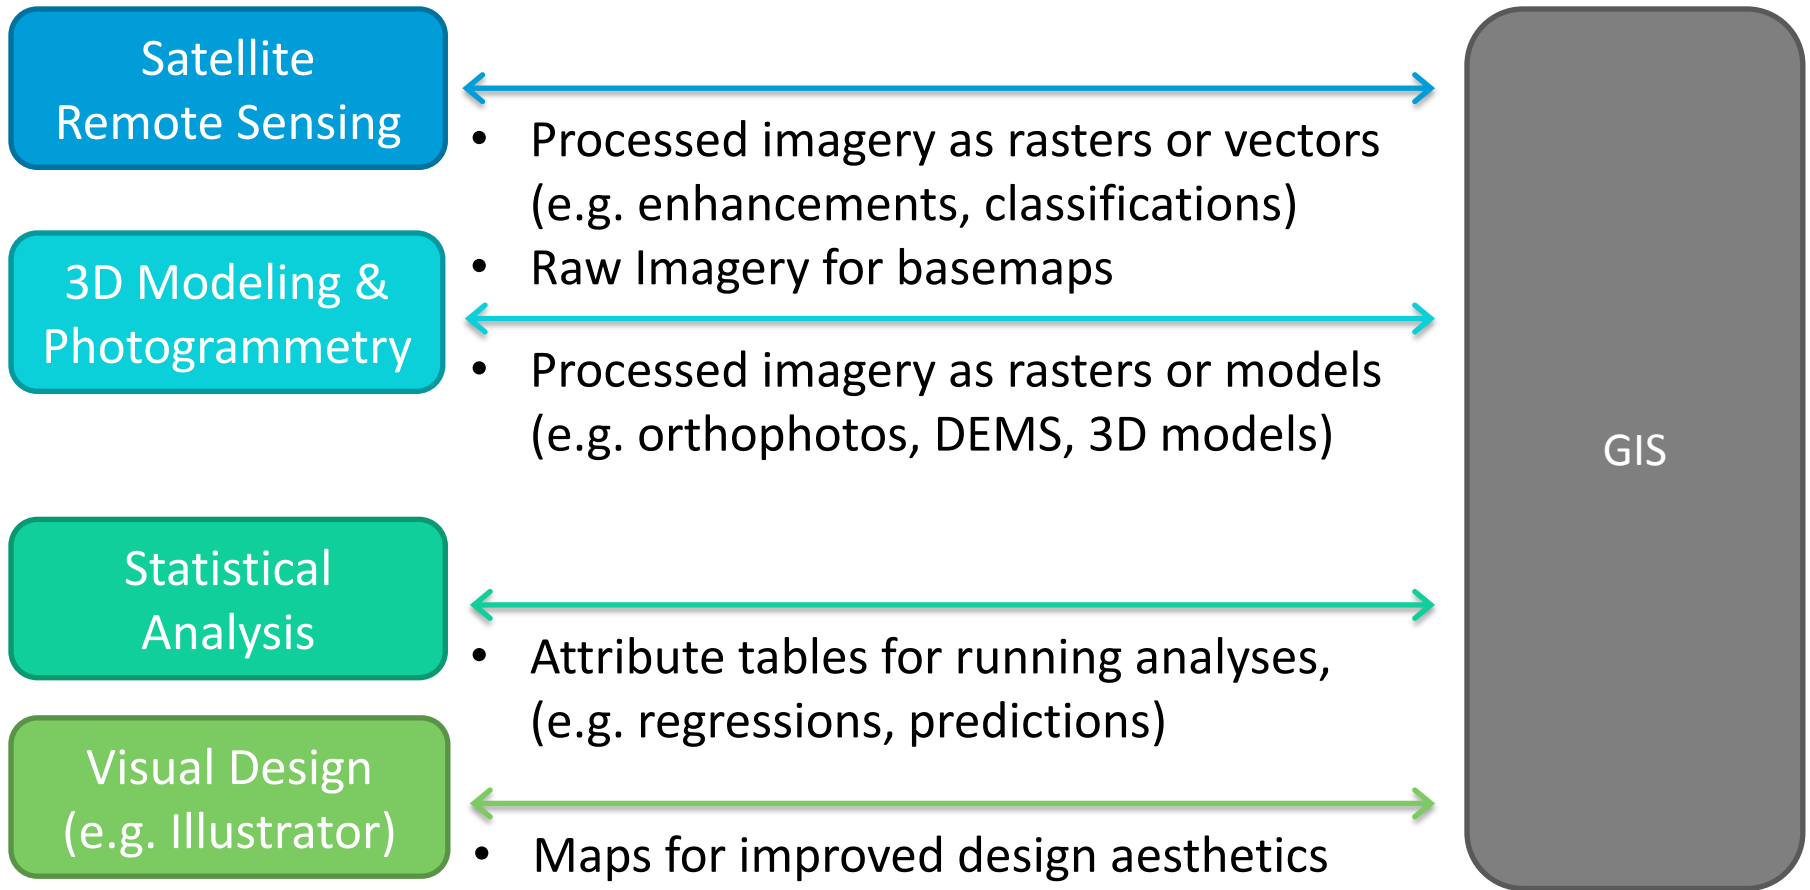 Satellite
Remote Sensing
• Processed imagery as rasters or vectors
(e.g. enhancements, classifications)
• Raw Imagery for basemaps
3D Modeling &
Photogrammetry
• Processed imagery as rasters or models
(e.g. orthophotos, DEMS, 3D models)
Statistical
Analysis
• Attribute tables for running analyses,
(e.g. regressions, predictions)
Visual Design
(e.g. Illustrator)
• Maps for improved design aesthetics
GIS